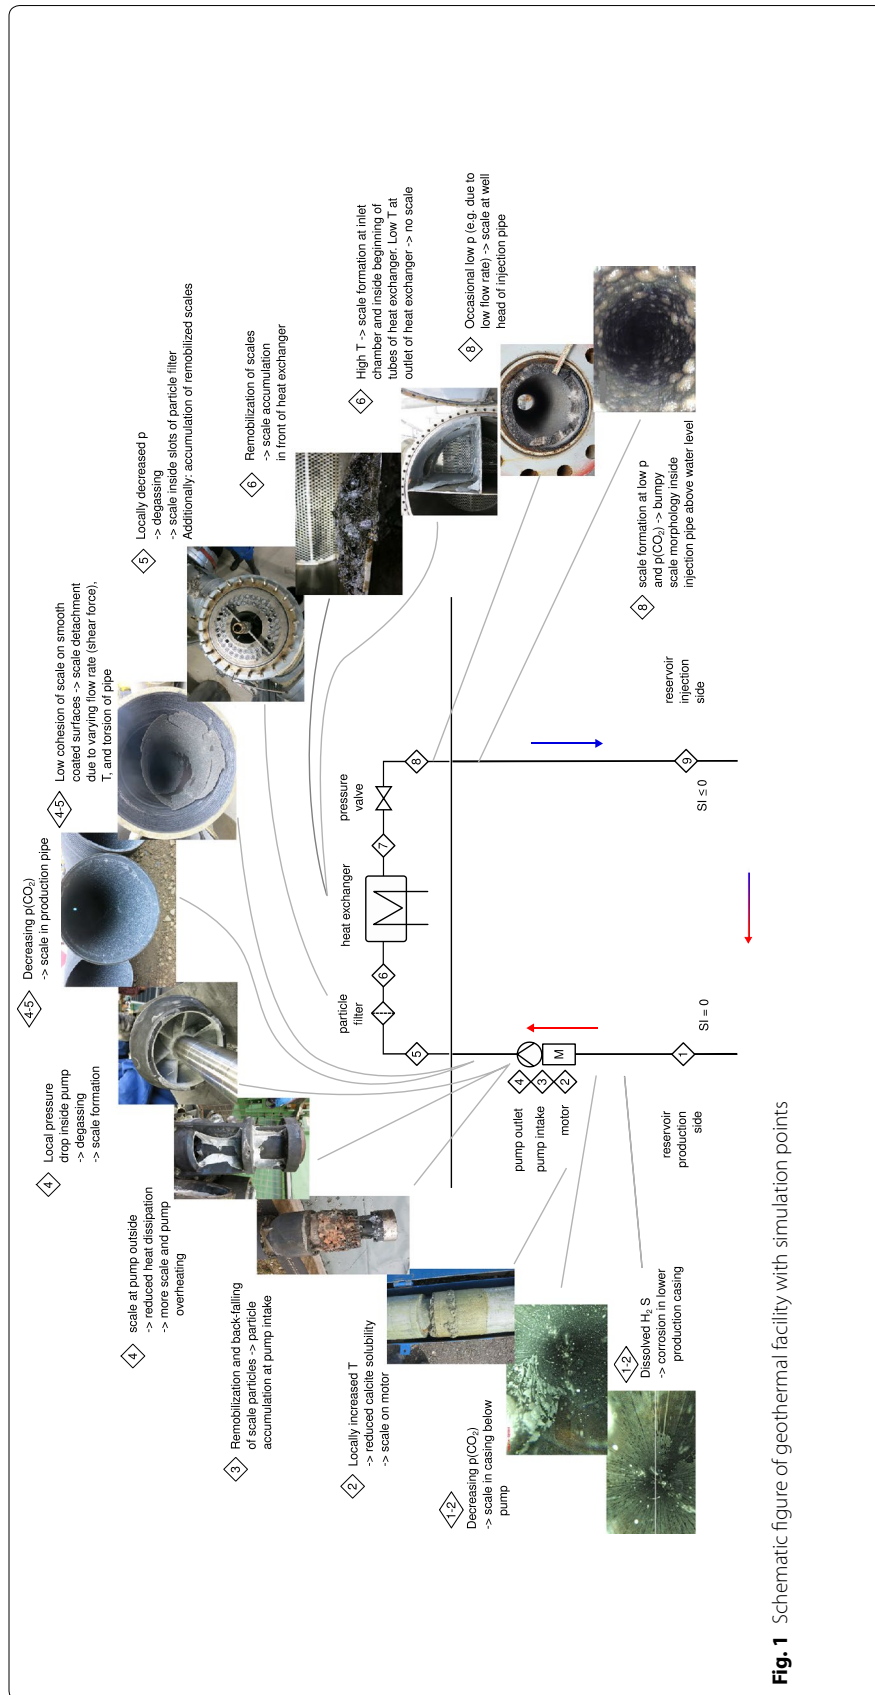 1-2
Dissolved H2 S
-> corrosion in lower
production casing
1-2
Decreasing p(CO2)
-> scale in casing below
pump
2
Locally increased T
-> reduced calcite solubility
-> scale on motor
3
Remobilization and back-falling
of scale particles -> particle
accumulation at pump intake
4
scale at pump outside
-> reduced heat dissipation
-> more scale and pump
overheating
4
Local pressure
drop inside pump
-> degassing
-> scale formation
4-5
Decreasing p(CO2)
-> scale in production pipe
4-5
Low cohesion of scale on smooth
coated surfaces -> scale detachment
due to varying flow rate (shear force),
T, and torsion of pipe
5
Locally decreased p
-> degassing
-> scale inside slots of particle filter
Additionally: accumulation of remobilized scales
6
Remobilization of scales
-> scale accumulation
in front of heat exchanger
6
High T -> scale formation at inlet
chamber and inside beginning of
tubes of heat exchanger. Low T at
outlet of heat exchanger -> no scale
8
Occasional low p (e.g. due to
low flow rate) -> scale at well
head of injection pipe
8
scale formation at low p
and p(CO2) -> bumpy
scale morphology inside
injection pipe above water level
particle
filter
heat exchanger
pressure
valve
5
6
7
8
pump outlet
pump intake
motor
4
3
2
M
reservoir
production
side
1
SI = 0
reservoir
injection
side
9
SI ≤ 0
Fig. 1 Schematic figure of geothermal facility with simulation points